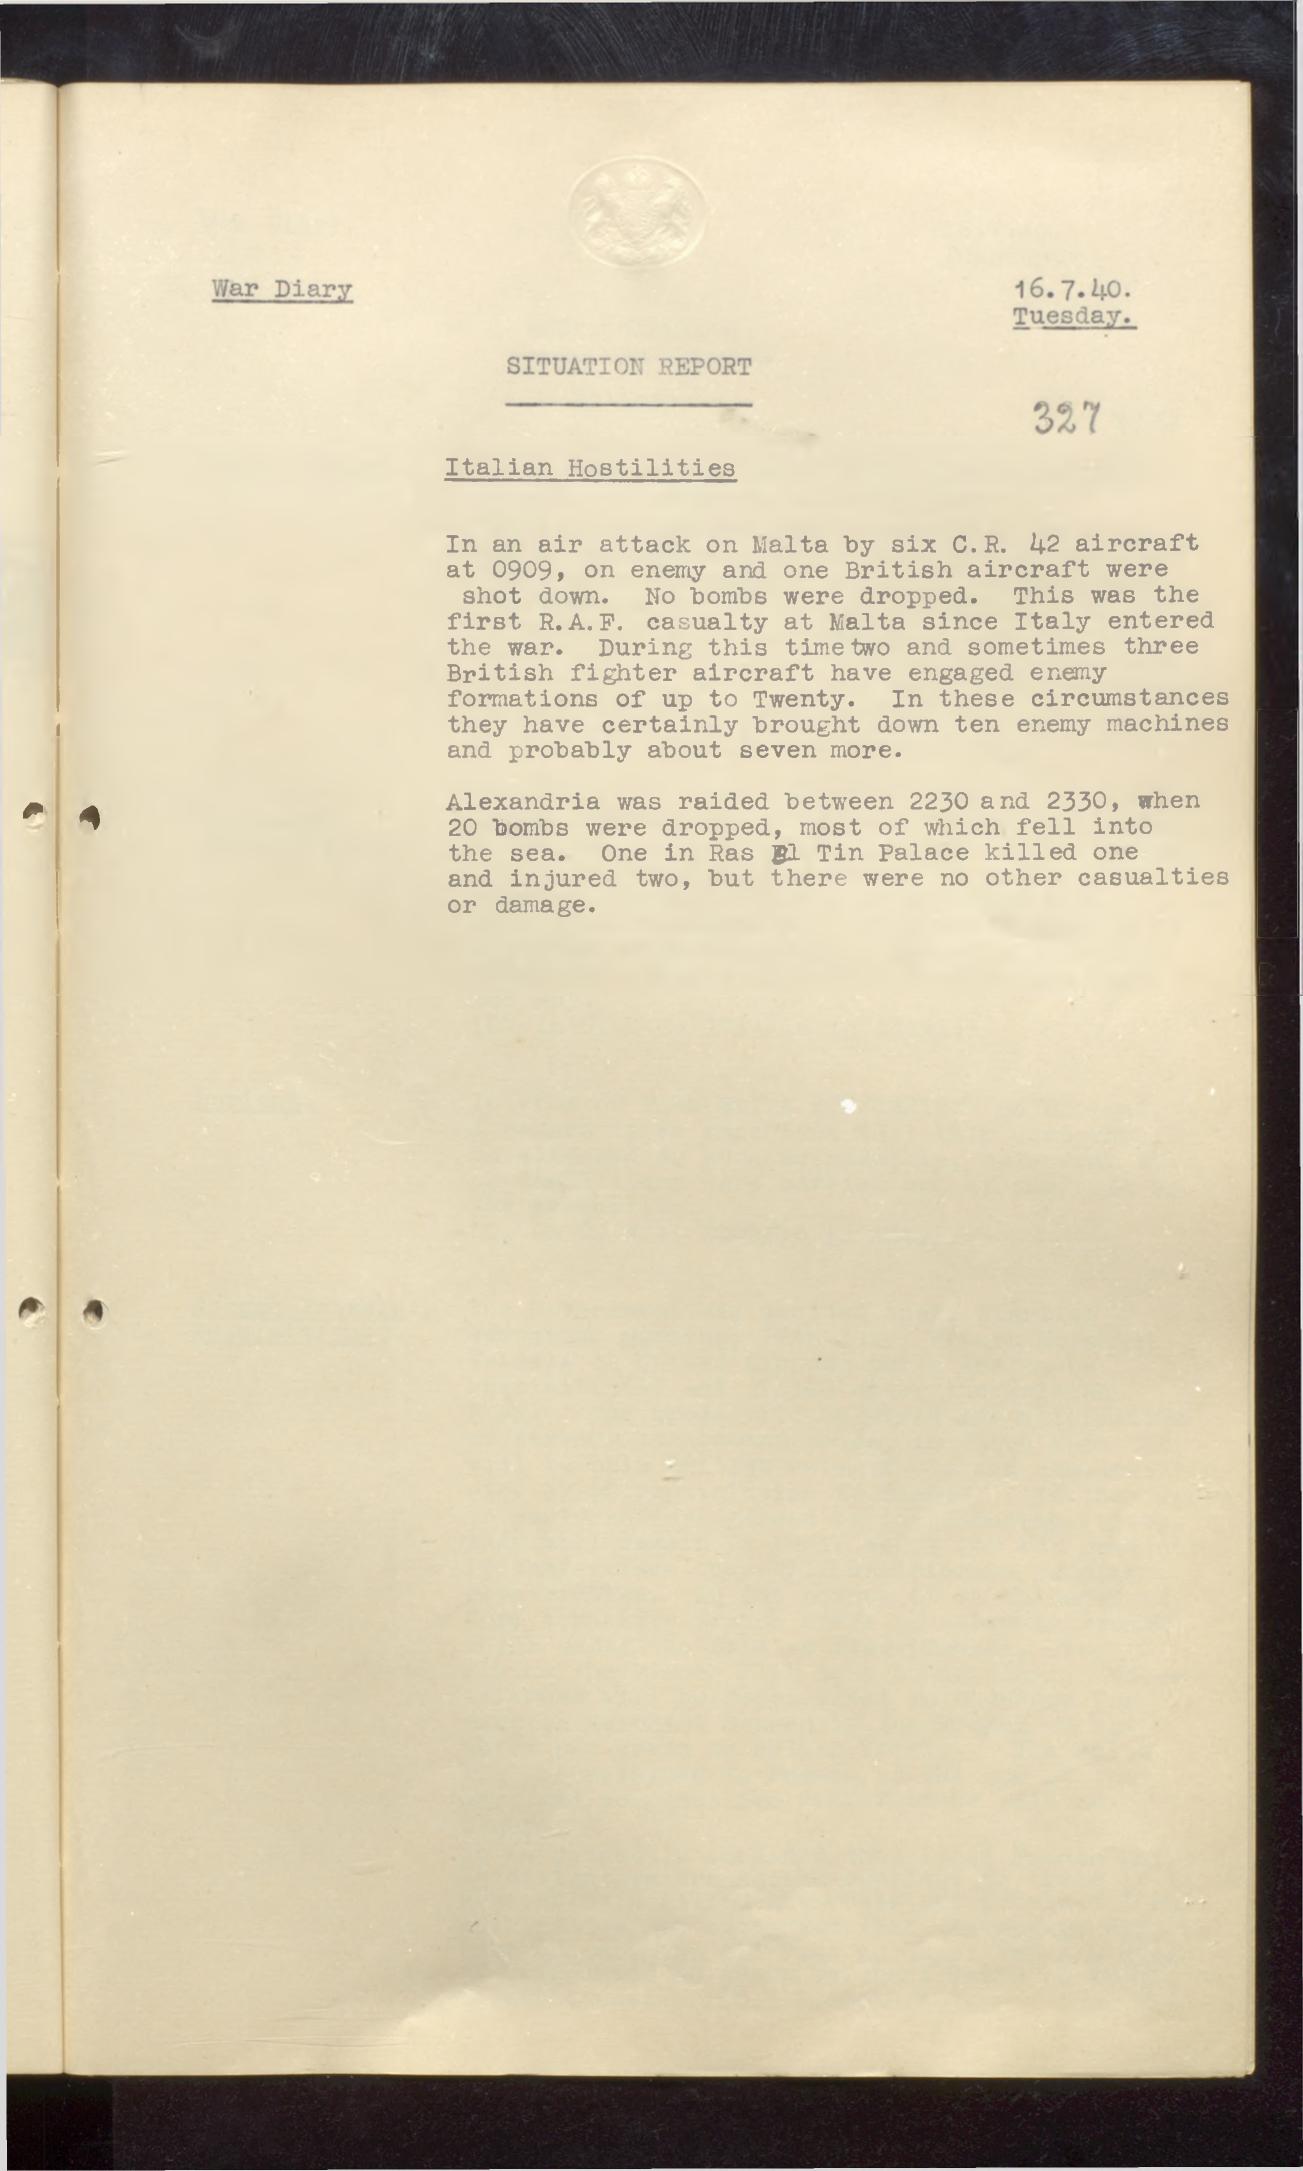 War Diary
16.7.40.
Tuesday.
SITUATION REPORT
327
Italian Hostilities
In an air attack on Malta by six C.R. 42 aircraft
at 0909, on enemy and one British aircraft were
shot down. No bombs were dropped. This was the
first R.A.F. casualty at Malta since Italy entered
the war. During this time two and sometimes three
British fighter aircraft have engaged enemy
formations of up to Twenty. In these circumstances
they have certainly brought down ten enemy machines
and probably about seven more.
Alexandria was raided between 2230 and 2330, when
20 bombs were dropped, most of which fell into
the sea. One in Ras El Tin Palace killed one
and injured two, but there were no other casualties
or damage.